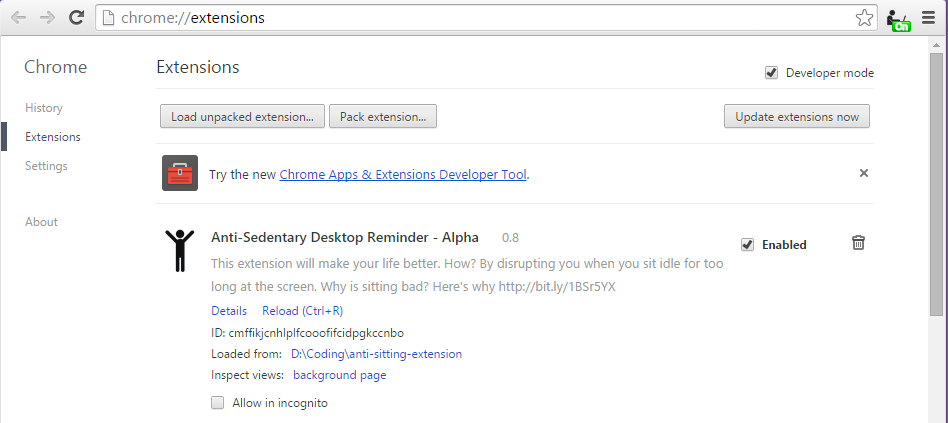 chrome://extensions
On
Chrome
Extensions
Developer mode
History
Extensions
Settings
About
Load unpacked extension...
Pack extension...
Update extensions now
Try the new Chrome Apps & Extensions Developer Tool.
Anti-Sedentary Desktop Reminder - Alpha 0.8
Enabled
This extension will make your life better. How? By disrupting you when you sit idle for too
long at the screen. Why is sitting bad? Here's why http://bit.ly/1BSr5YX
Details Reload (Ctrl+R)
ID: cmffikjcnhlplfcooofifcidpgkccnbo
Loaded from: D:\Coding\anti-sitting-extension
Inspect views: background page
Allow in incognito